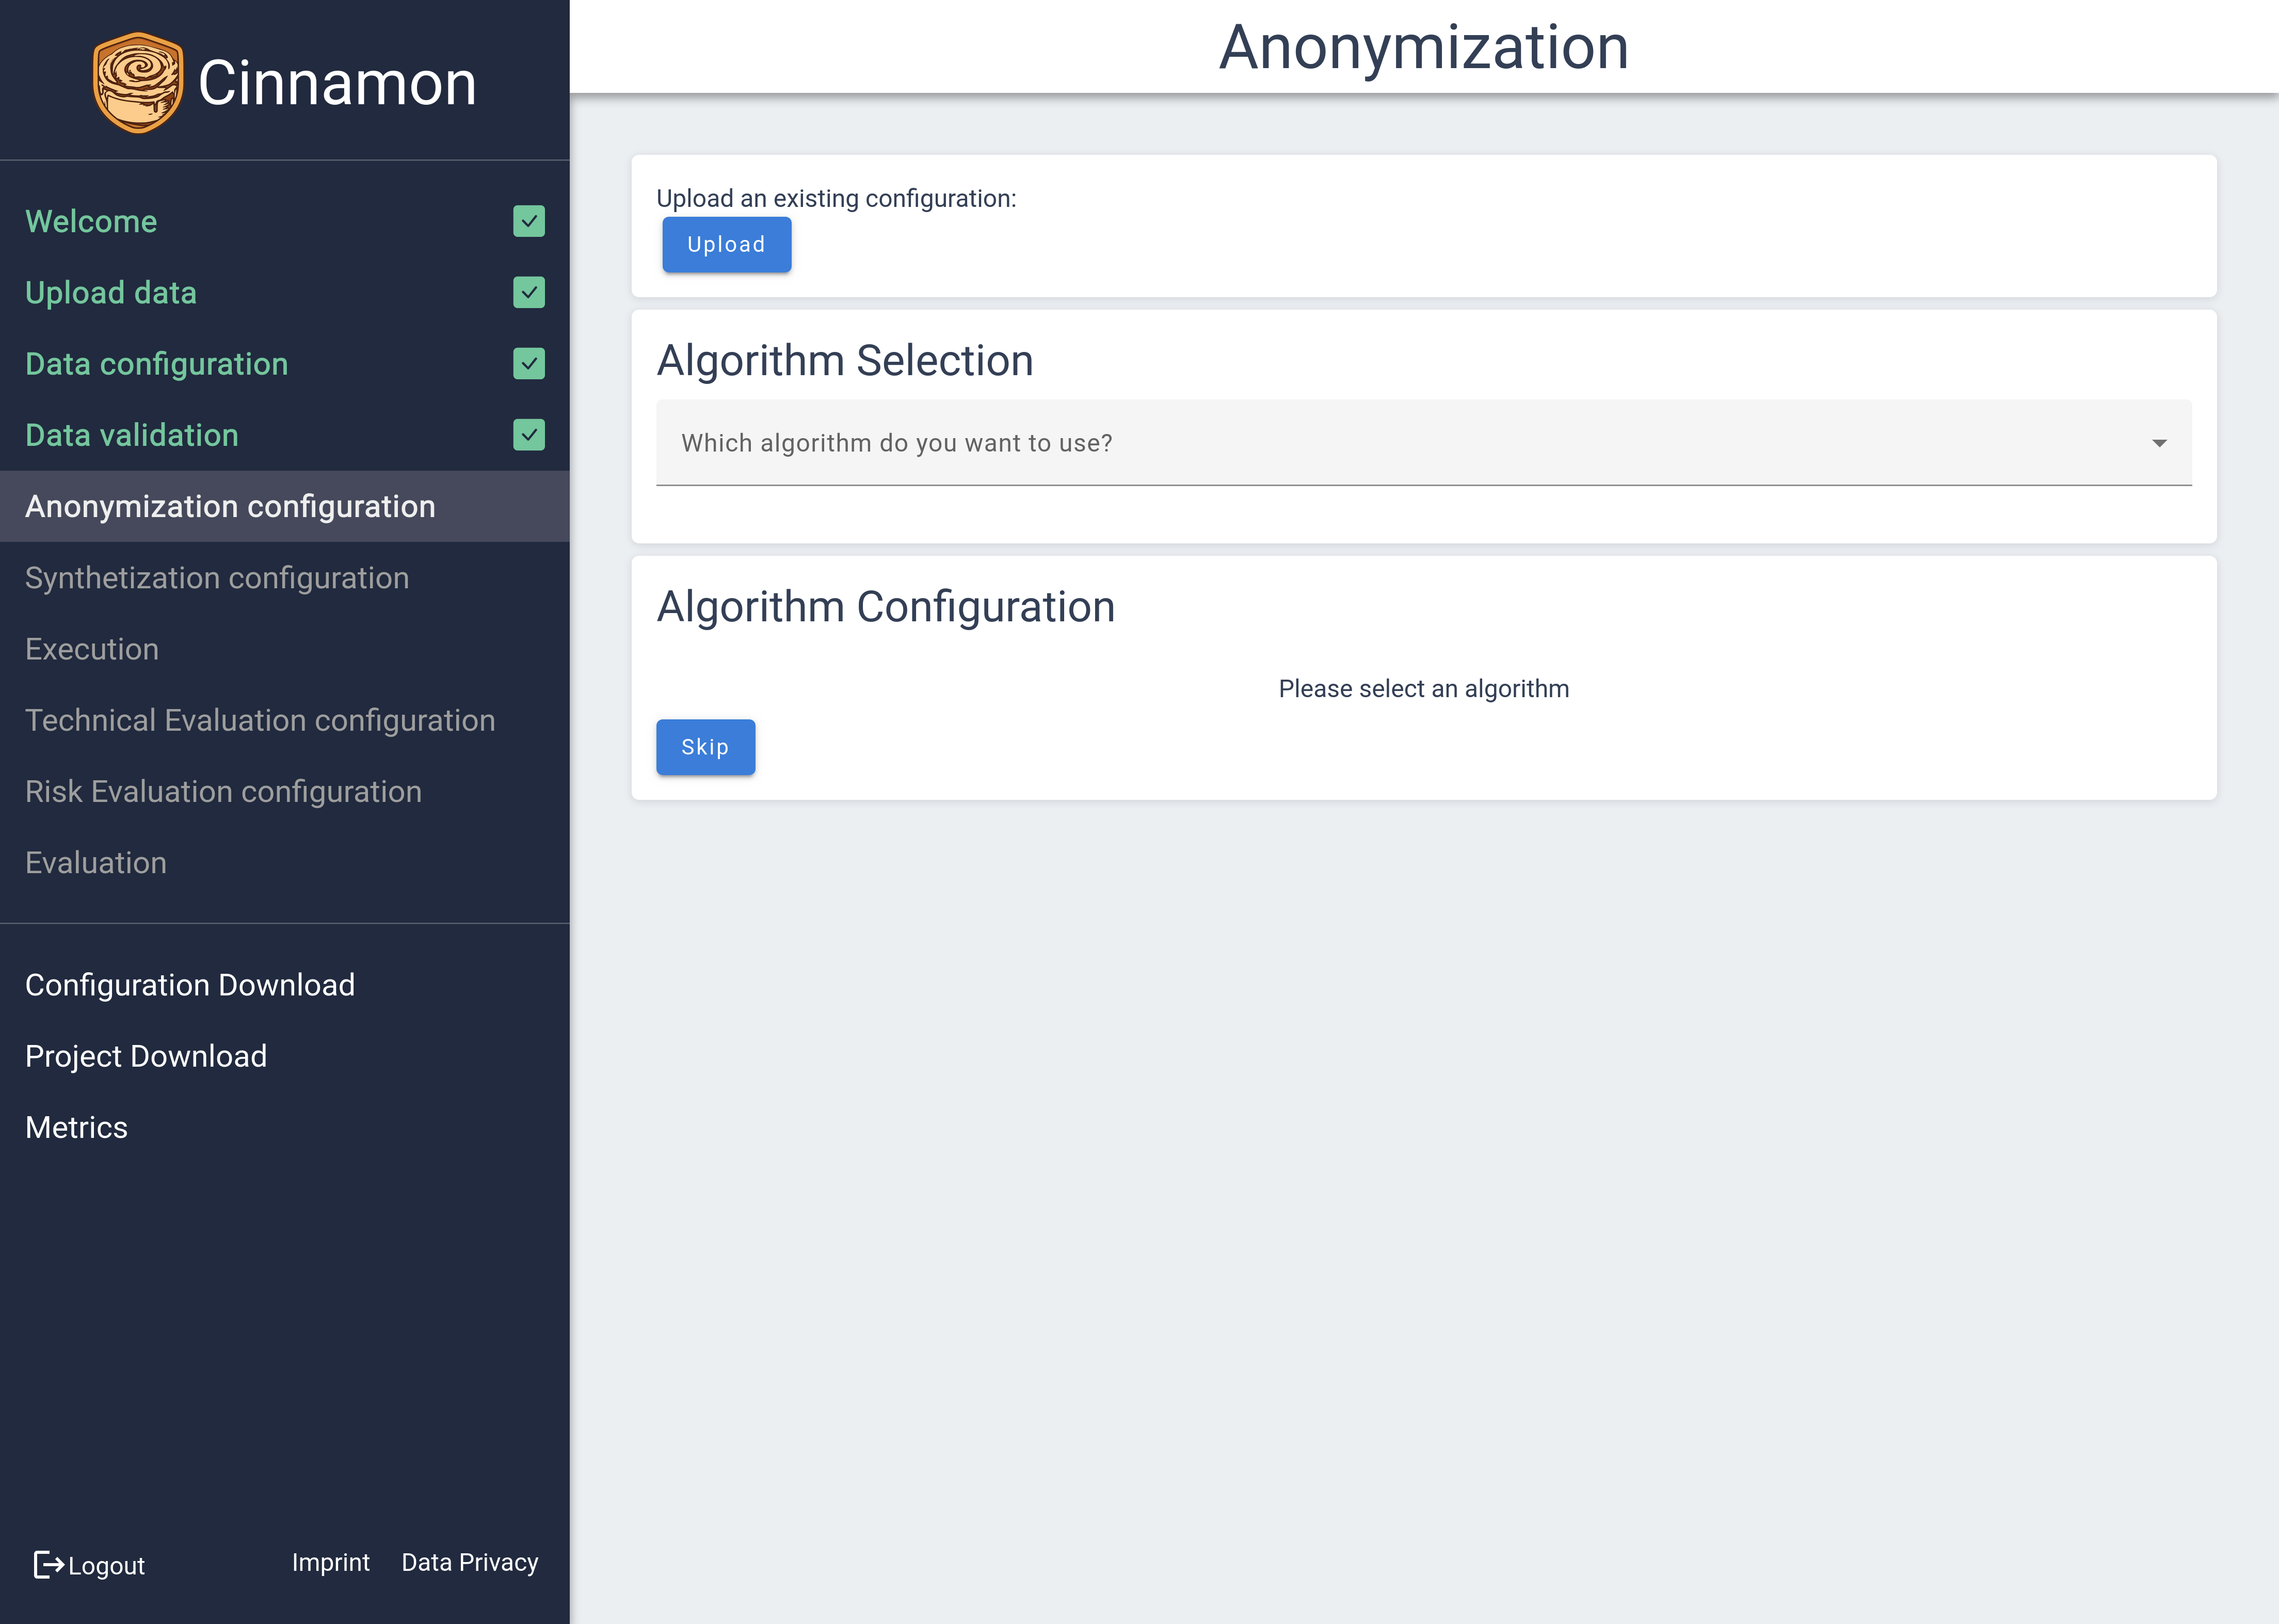 Cinnamon
Welcome
Upload data
Data configuration
Data validation
Anonymization configuration
Synthetization configuration
Execution
Technical Evaluation configuration
Risk Evaluation configuration
Evaluation
Configuration Download
Project Download
Metrics
Logout
Imprint
Data Privacy
Anonymization
Upload an existing configuration:
Upload
Algorithm Selection
Which algorithm do you want to use?
Algorithm Configuration
Please select an algorithm
Skip